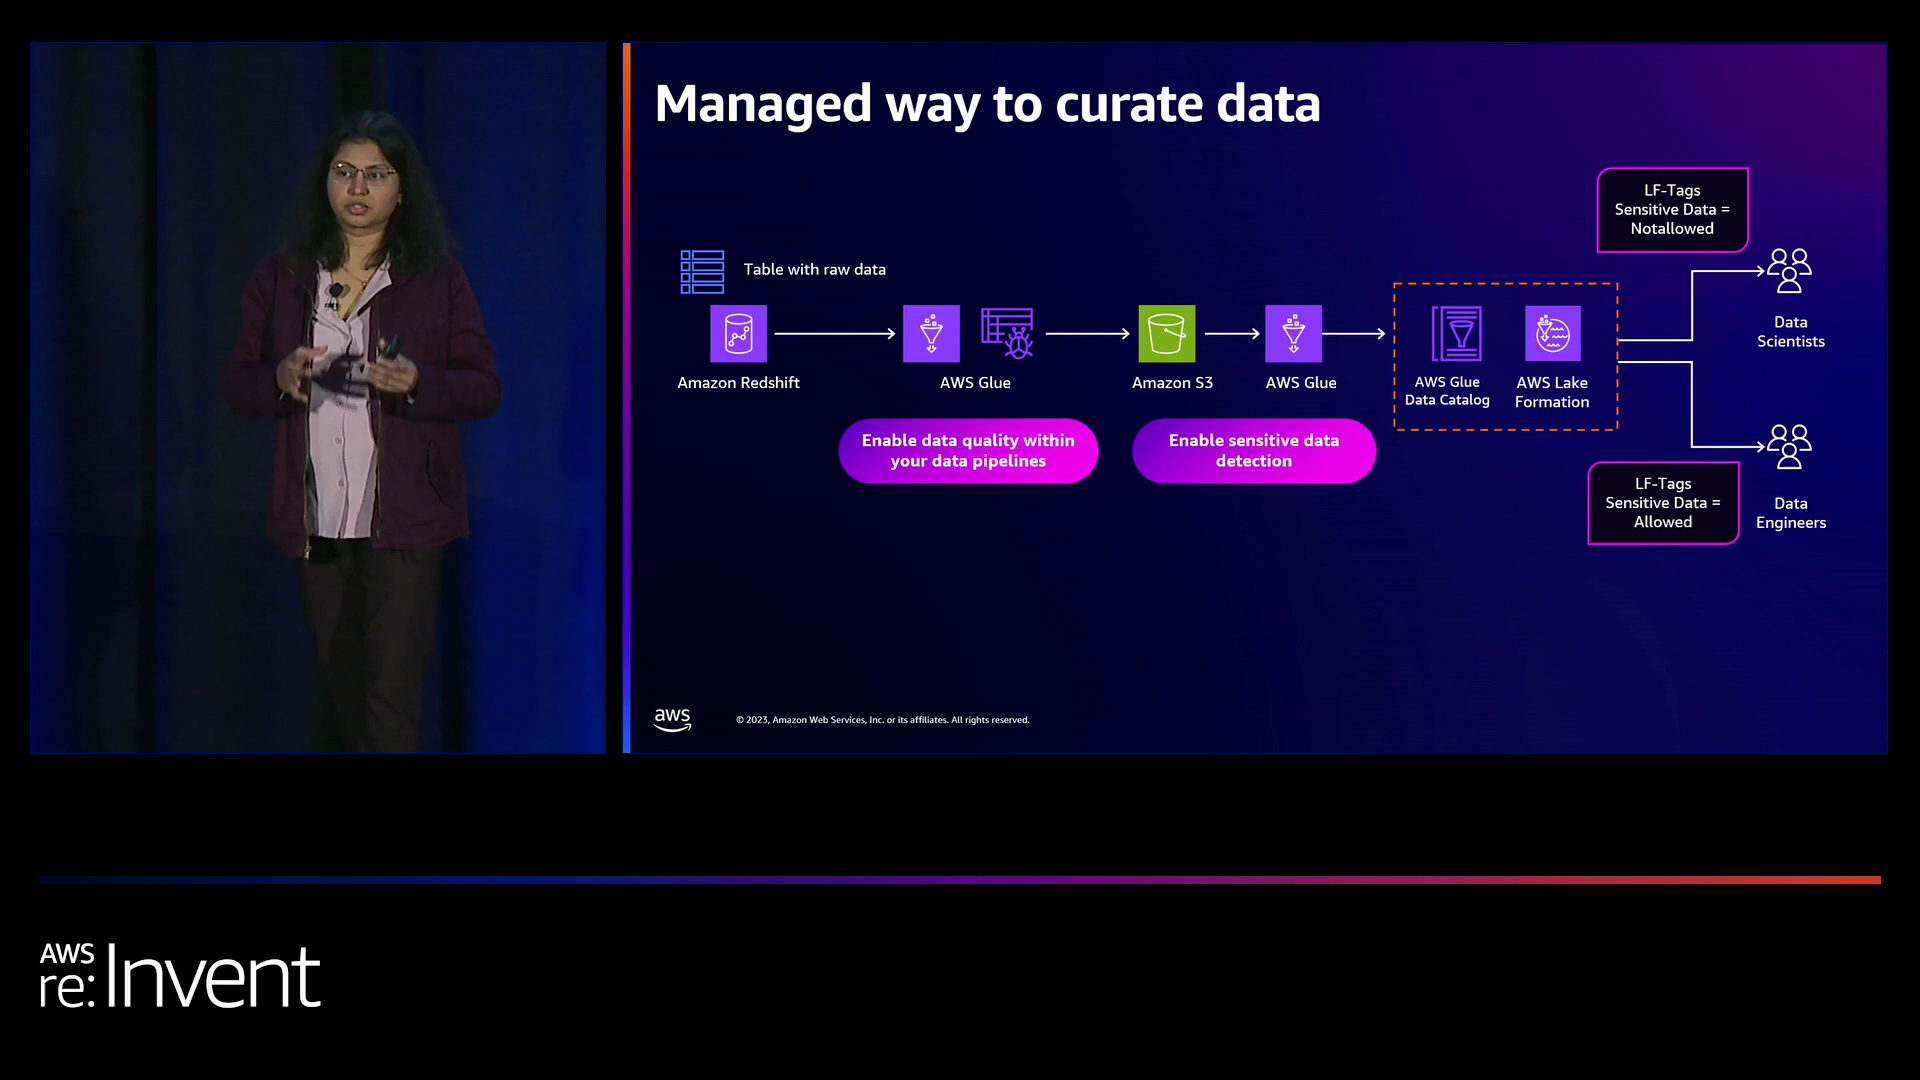 Managed way to curate data
Table with raw data
Amazon Redshift
AWS Glue
Amazon S3
AWS Glue
AWS Glue
Data Catalog
AWS Lake
Formation
Enable data quality within
your data pipelines
Enable sensitive data
detection
LF-Tags
Sensitive Data =
Notallowed
Data
Scientists
LF-Tags
Sensitive Data =
Allowed
Data
Engineers
aws
© 2023, Amazon Web Services, Inc. or its affiliates. All rights reserved.
AWS
re:Invent